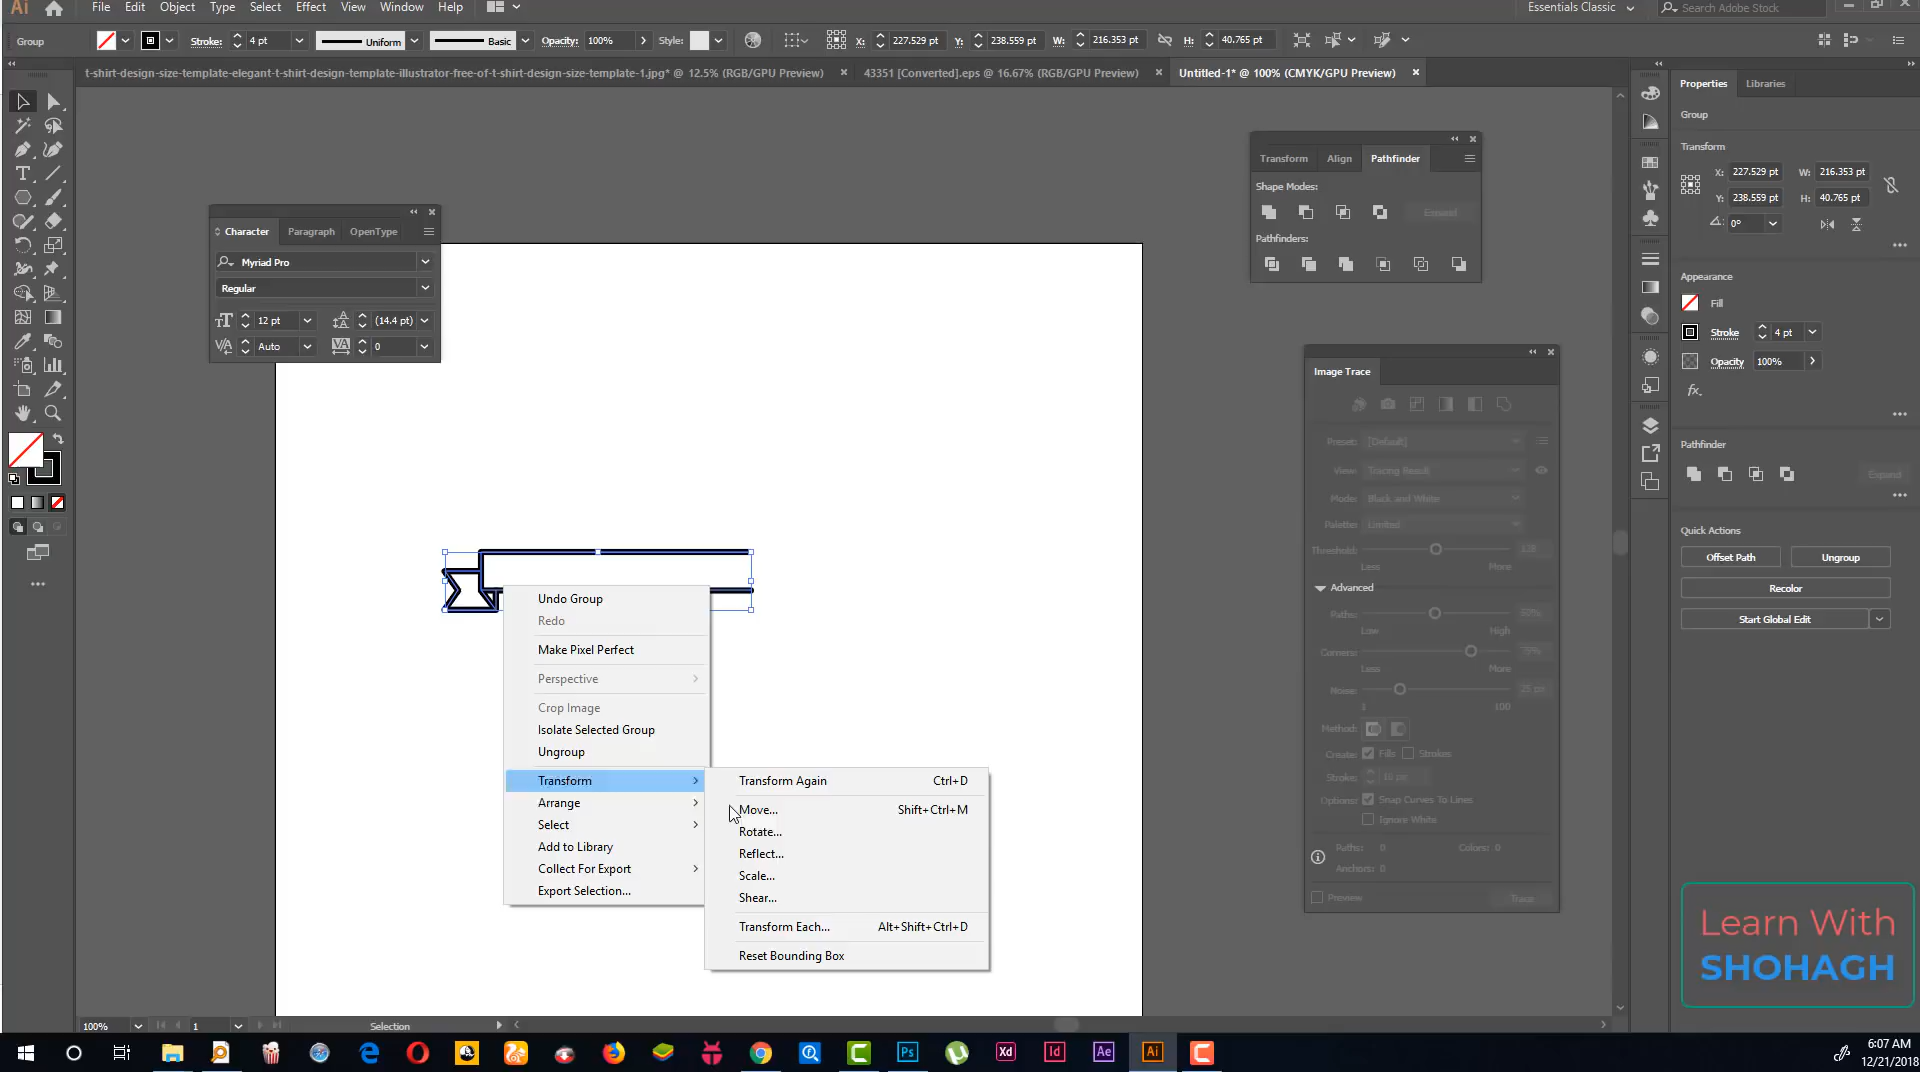 Ai File Edit Object Type Select Effect View Window Help Essentials Classic Search Adobe Stock
Group Stroke: 4 pt Uniform Basic Opacity: 100% Style: X: 227.529 pt Y: 238.559 pt W: 216.353 pt H: 40.765 pt
t-shirt-design-size-template-elegant-t-shirt-design-template-illustrator-free-of-t-shirt-design-size-template-1.jpg* @ 12.5% (RGB/GPU Preview) × 43351 [Converted].eps @ 16.67% (RGB/GPU Preview) × Untitled-1* @ 100% (CMYK/GPU Preview) ×
Character Paragraph OpenType
Myriad Pro
Regular
12 pt (14.4 pt)
Auto 0
Transform Align Pathfinder
Shape Modes:
Expand
Pathfinders:
Image Trace
Preset: [Default]
View: Tracing Result
Mode: Black and White
Palette: Limited
Threshold: 128
Less More
Advanced
Paths: 50%
Low High
Corners: 75%
Less More
Noise: 25 px
1 100
Method:
Create: Fills Strokes
Stroke: 16 px
Options: Snap Curves To Lines
Ignore White
Paths: 0 Colors: 0
Anchors: 0
Preview Trace
Properties Libraries
Group
Transform
X: 227.529 pt W: 216.353 pt
Y: 238.559 pt H: 40.765 pt
0°
Appearance
Fill
Stroke 4 pt
Opacity 100%
fx.
Pathfinder
Expand
Quick Actions
Offset Path Ungroup
Recolor
Start Global Edit
Undo Group
Redo
Make Pixel Perfect
Perspective
Crop Image
Isolate Selected Group
Ungroup
Transform
Arrange
Select
Add to Library
Collect For Export
Export Selection...
Transform Again Ctrl+D
Move... Shift+Ctrl+M
Rotate...
Reflect...
Scale...
Shear...
Transform Each... Alt+Shift+Ctrl+D
Reset Bounding Box
Learn With
SHOHAGH
100% 1 Selection
Ps Xd Id Ae Ai
6:07 AM
12/21/2018